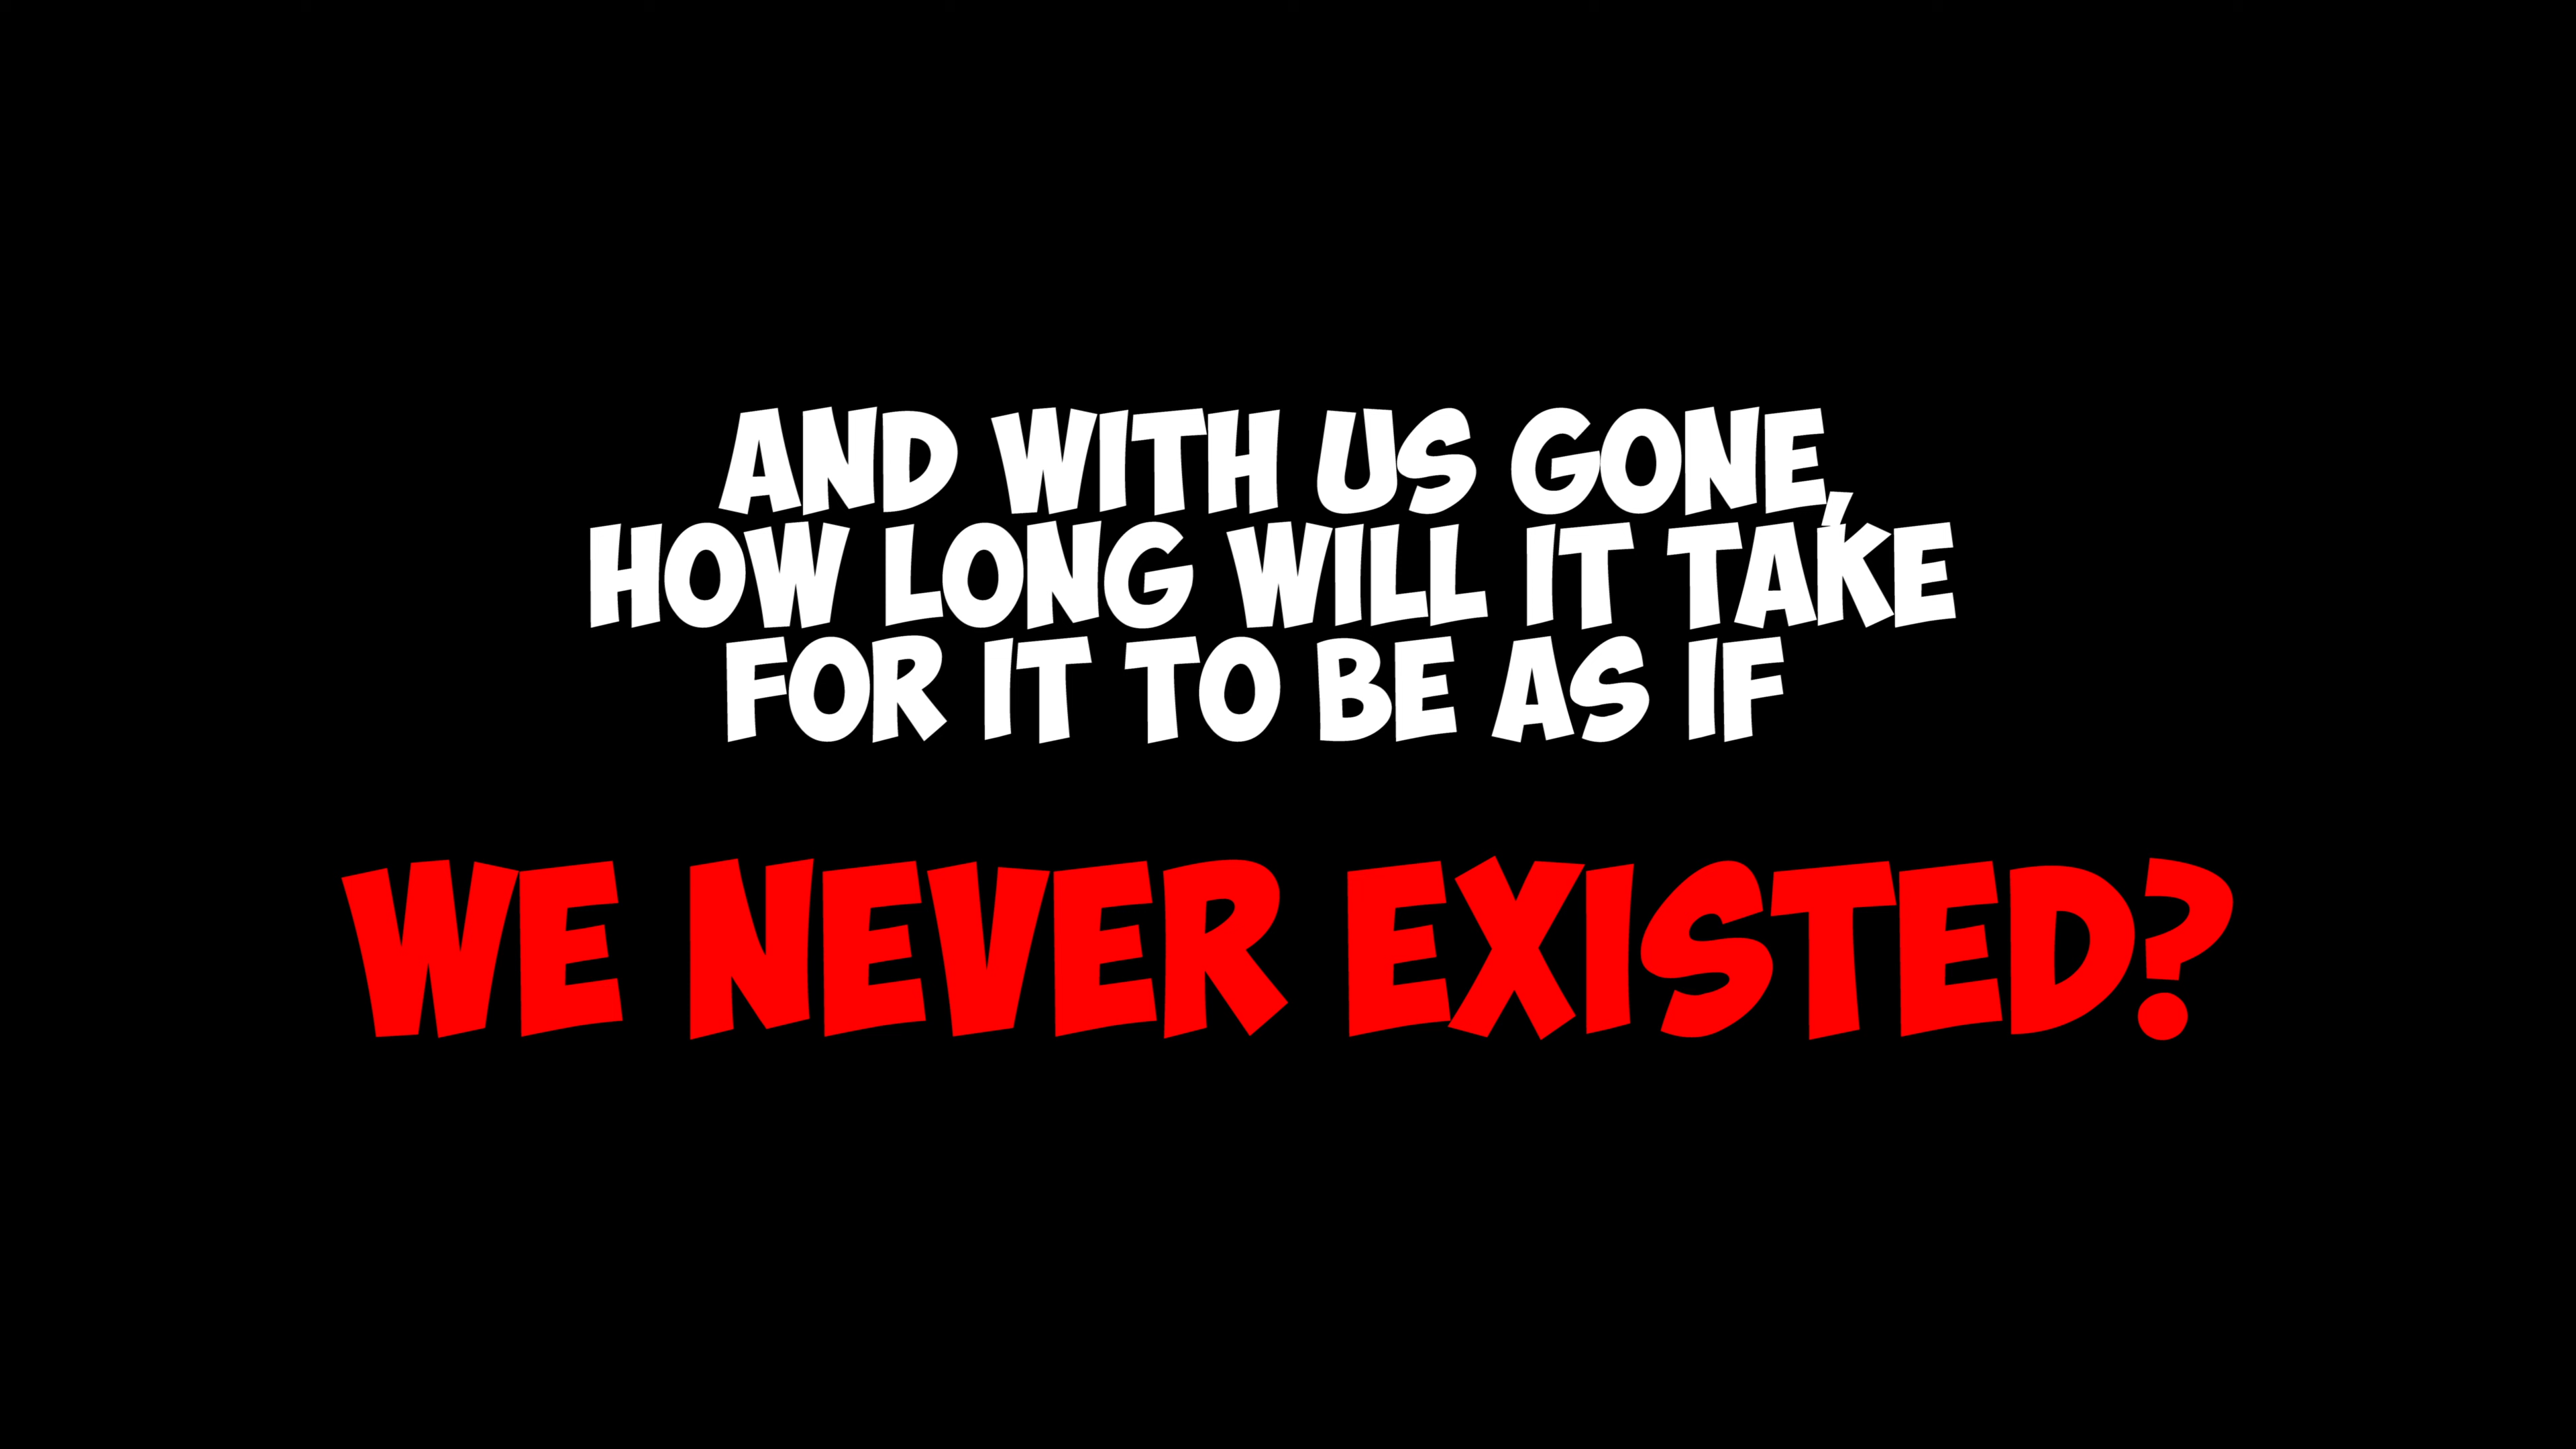 AND WITH US GONE,
HOW LONG WILL IT TAKE
FOR IT TO BE AS IF
WE NEVER EXISTED?